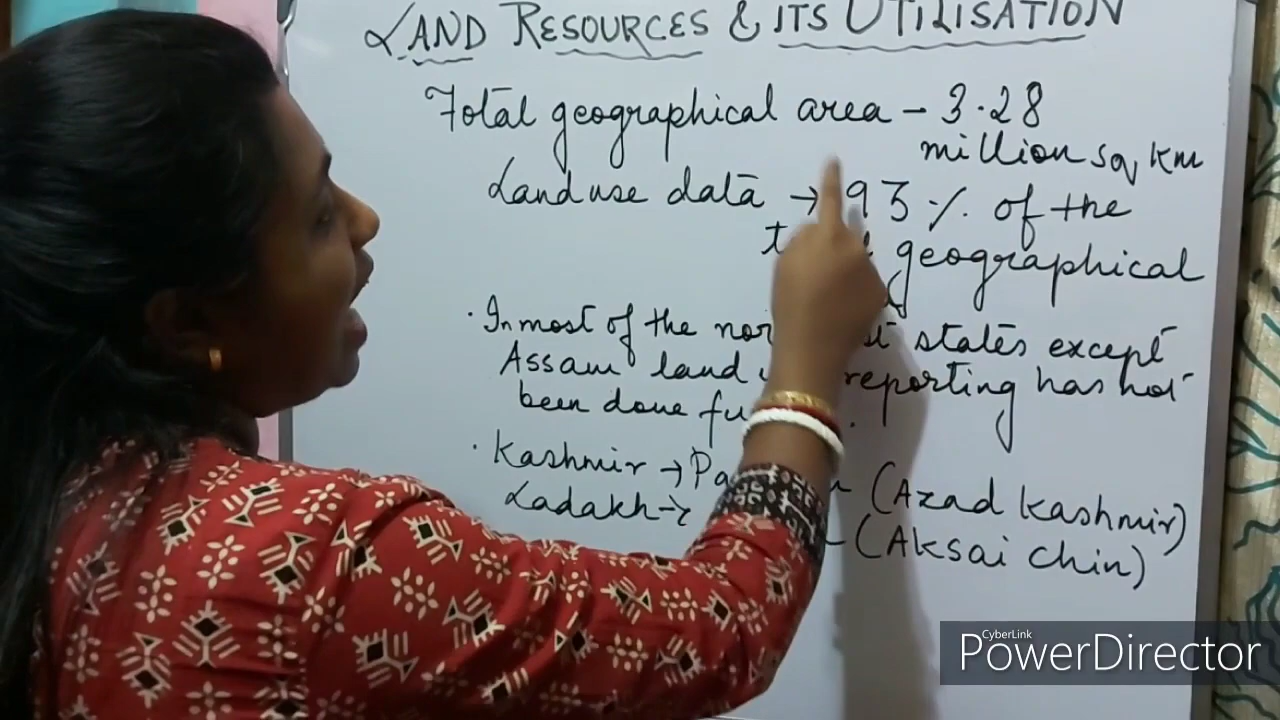 LAND RESOURCES & ITS UTILISATION
Total geographical area - 3.28
million sq km
Land use data → 93 % of the
geographical
· In most of the states except
Assam land reporting has not
been done
· Kashmir → (Azad Kashmir)
Ladakh → (Aksai Chin)
CyberLink
PowerDirector